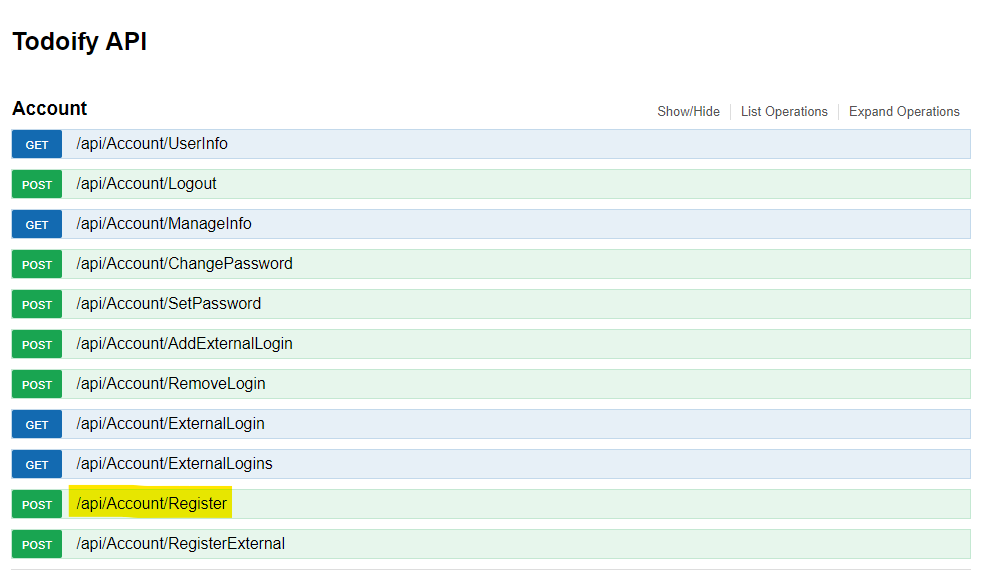 Todoify API
Account
Show/Hide List Operations Expand Operations
GET /api/Account/UserInfo
POST /api/Account/Logout
GET /api/Account/ManageInfo
POST /api/Account/ChangePassword
POST /api/Account/SetPassword
POST /api/Account/AddExternalLogin
POST /api/Account/RemoveLogin
GET /api/Account/ExternalLogin
GET /api/Account/ExternalLogins
POST /api/Account/Register
POST /api/Account/RegisterExternal